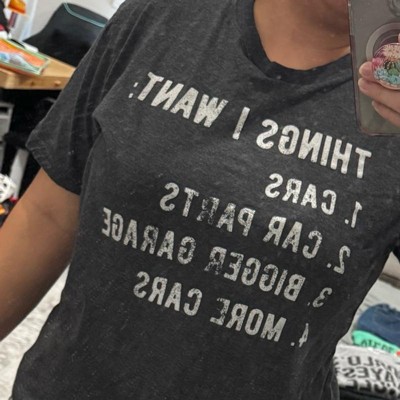 THINGS I WANT:
1. CARS
2. CAR PARTS
3. BIGGER GARAGE
4. MORE CARS